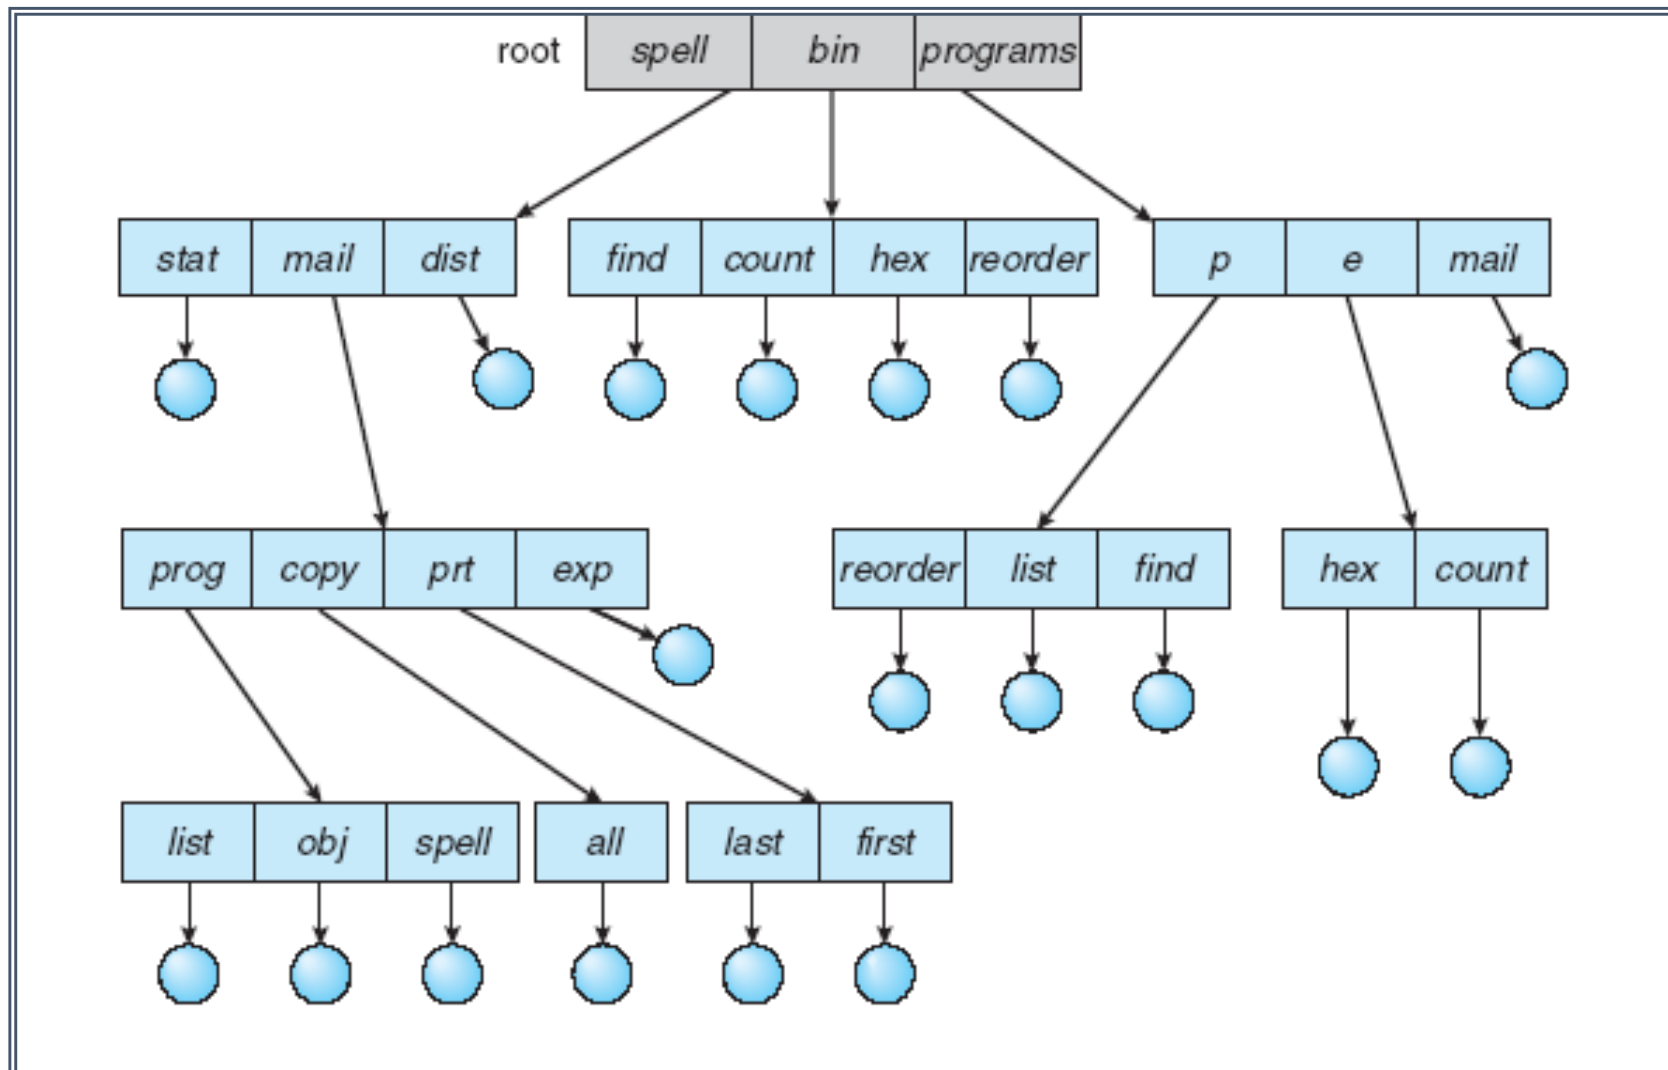 root spell bin programs
stat mail dist find count hex reorder p e mail
prog copy prt exp reorder list find hex count
list obj spell all last first